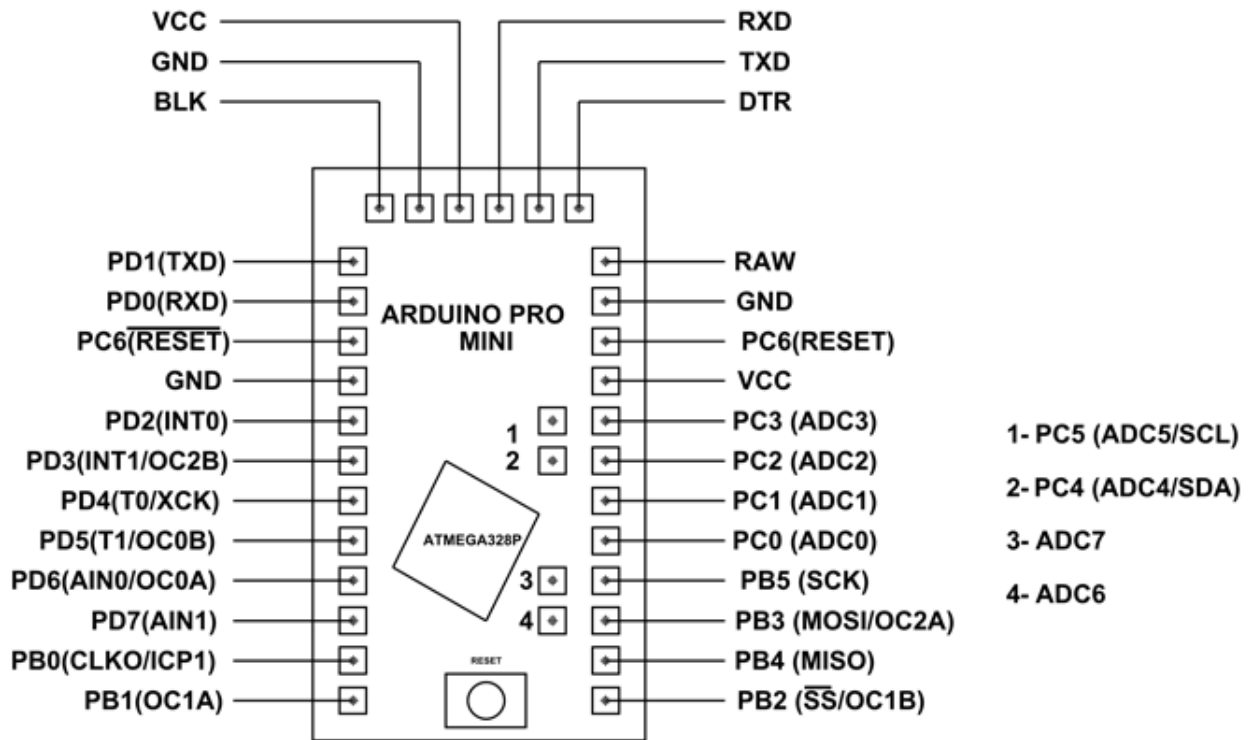 VCC
GND
BLK
RXD
TXD
DTR
PD1(TXD)
PD0(RXD)
PC6(RESET)
GND
PD2(INT0)
PD3(INT1/OC2B)
PD4(T0/XCK)
PD5(T1/OC0B)
PD6(AIN0/OC0A)
PD7(AIN1)
PB0(CLKO/ICP1)
PB1(OC1A)
ARDUINO PRO
MINI
1
2
ATMEGA328P
3
4
RESET
RAW
GND
PC6(RESET)
VCC
PC3 (ADC3)
PC2 (ADC2)
PC1 (ADC1)
PC0 (ADC0)
PB5 (SCK)
PB3 (MOSI/OC2A)
PB4 (MISO)
PB2 (SS/OC1B)
1- PC5 (ADC5/SCL)
2- PC4 (ADC4/SDA)
3- ADC7
4- ADC6